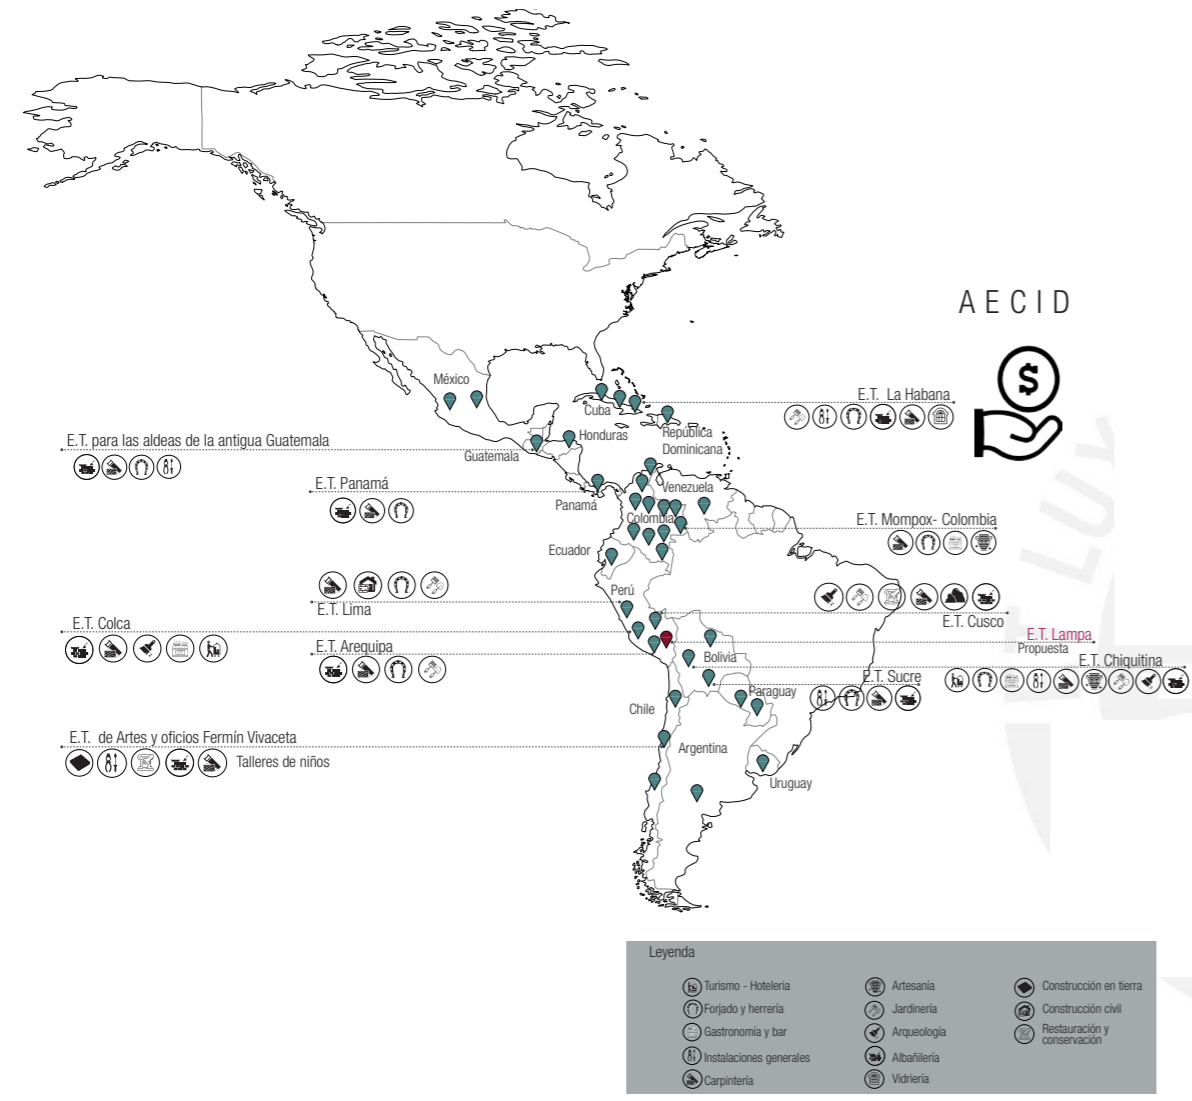 AECID
México
Cuba
E.T. La Habana
República
Dominicana
Honduras
Guatemala
E.T. para las aldeas de la antigua Guatemala
E.T. Panamá
Panamá
Venezuela
Colombia
E.T. Mompox- Colombia
Ecuador
Perú
E.T. Lima
E.T. Cusco
E.T. Colca
E.T. Arequipa
E.T. Lampa
Propuesta
Bolivia
E.T. Chiquitina
E.T. Sucre
Paraguay
Chile
E.T. de Artes y oficios Fermín Vivaceta
Talleres de niños
Argentina
Uruguay
Leyenda
Turismo - Hoteleria
Forjado y herrería
Gastronomía y bar
Instalaciones generales
Carpintería
Artesanía
Jardinería
Arqueología
Albañilería
Vidriería
Construcción en tierra
Construcción civil
Restauración y
conservación
$
LUX